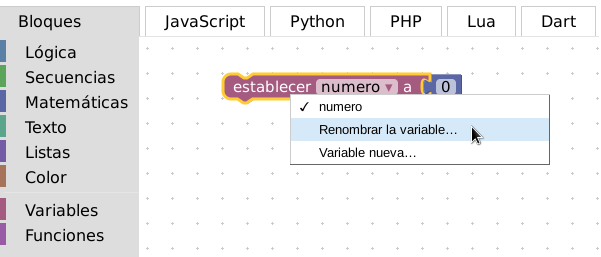 Bloques
JavaScript Python PHP Lua Dart
Lógica
Secuencias
Matemáticas
Texto
Listas
Color
Variables
Funciones
establecer numero ▾ a 0
✓ numero
Renombrar la variable...
Variable nueva...